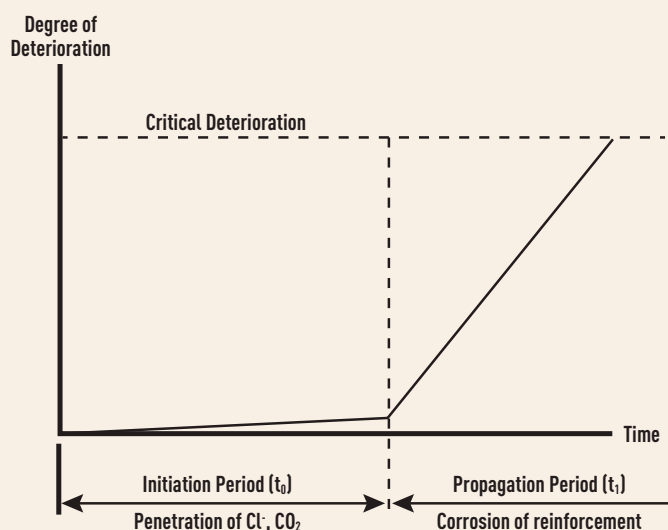 Degree of
Deterioration
Critical Deterioration
Time
Initiation Period (t₀)
Propagation Period (t₁)
Penetration of Cl⁻, CO₂
Corrosion of reinforcement